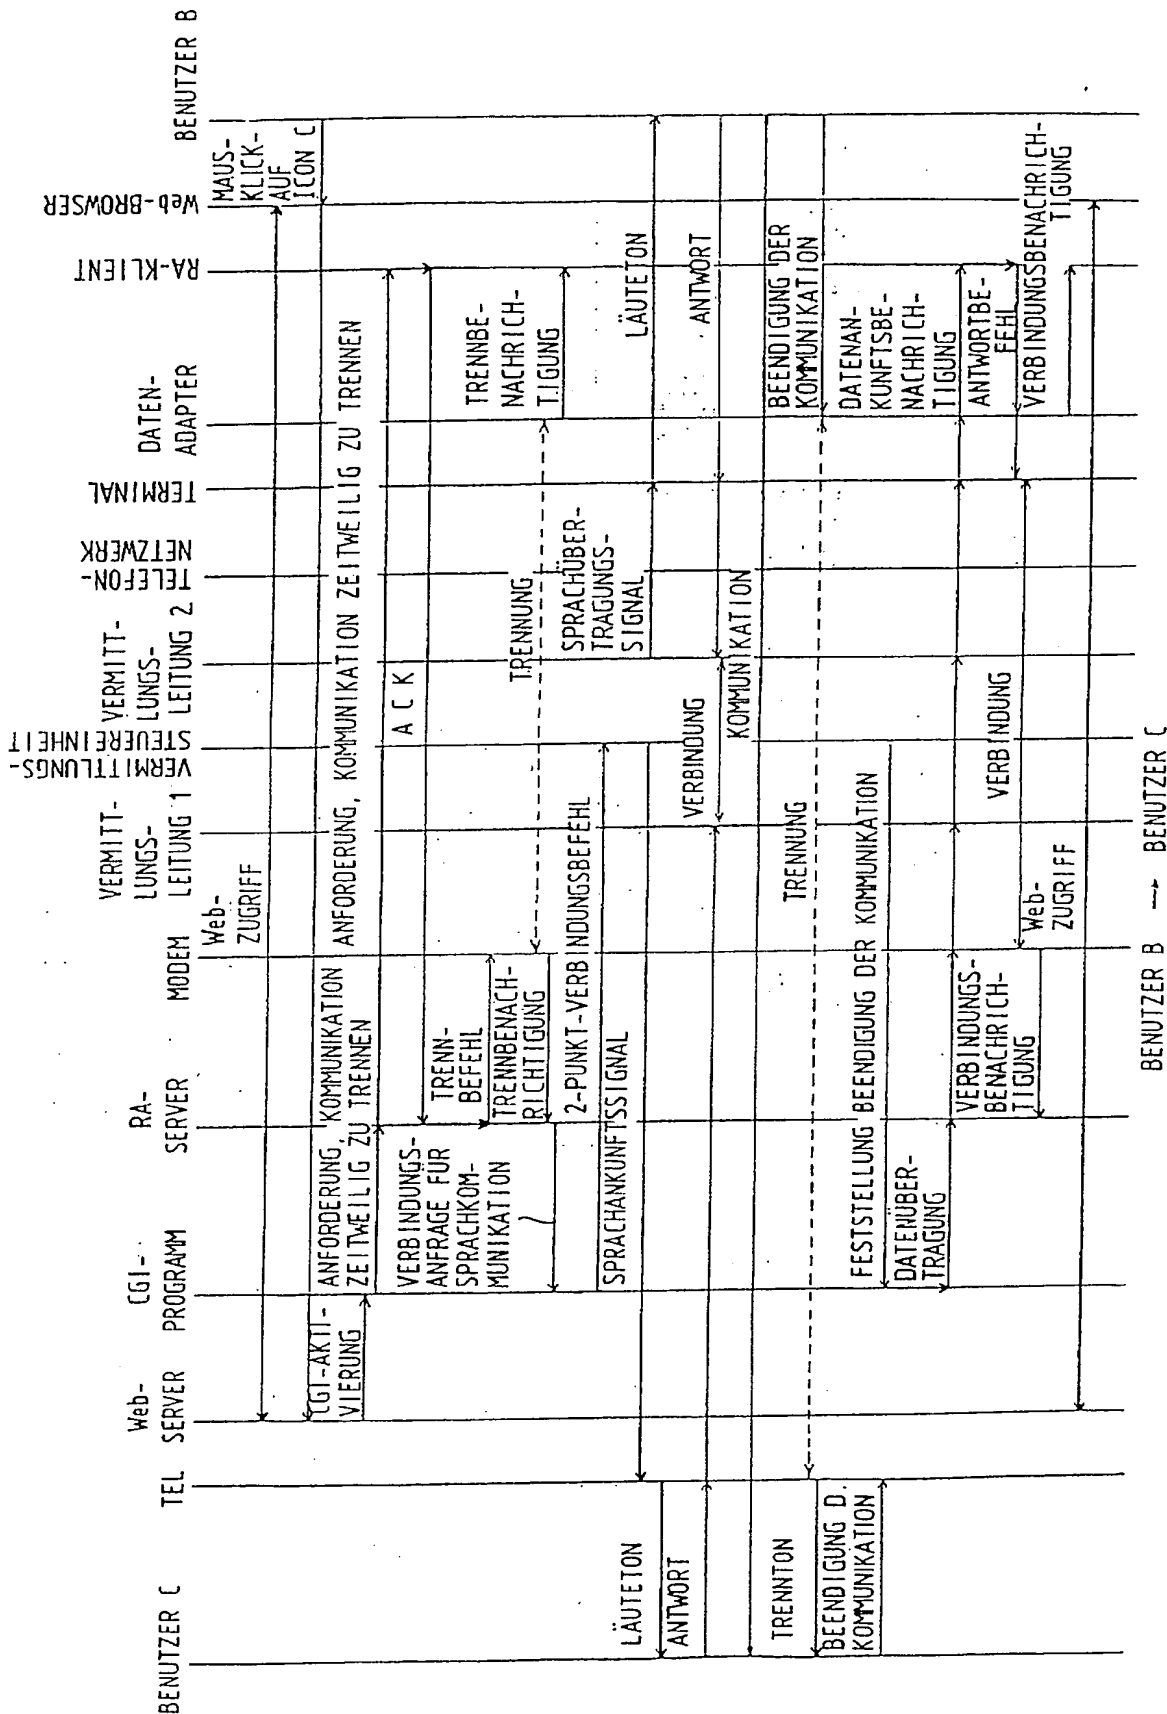 BENUTZER C
TEL
Web-
SERVER
CGI-
PROGRAMM
RA-
SERVER
MODEM
VERMITT-
LUNGS-
LEITUNG 1
VERMITTLUNGS-
STEUEREINHEIT
VERMITT-
LUNGS-
LEITUNG 2
TELEFON-
NETZWERK
TERMINAL
DATEN-
ADAPTER
RA-KLIENT
Web-BROWSER
BENUTZER B
Web-
ZUGRIFF
MAUS-
KLICK-
AUF
ICON C
CGI-AKTI-
VIERUNG
ANFORDERUNG, KOMMUNIKATION
ZEITWEILIG ZU TRENNEN
ANFORDERUNG, KOMMUNIKATION ZEITWEILIG ZU TRENNEN
ACK
VERBINDUNGS-
ANFRAGE FÜR
SPRACHKOM-
MUNIKATION
TRENN-
BEFEHL
TRENNBENACH-
RICHTIGUNG
TRENNUNG
TRENNBE-
NACHRICH-
TIGUNG
2-PUNKT-VERBINDUNGSBEFEHL
SPRACHANKUNFTSSIGNAL
SPRACHÜBER-
TRAGUNGS-
SIGNAL
LÄUTETON
LÄUTETON
ANTWORT
VERBINDUNG
ANTWORT
KOMMUNIKATION
BEENDIGUNG DER
KOMMUNIKATION
TRENNTON
TRENNUNG
BEENDIGUNG D.
KOMMUNIKATION
FESTSTELLUNG BEENDIGUNG DER KOMMUNIKATION
DATENÜBER-
TRAGUNG
DATENAN-
KUNFTSBE-
NACHRICH-
TIGUNG
ANTWORTBE-
FEHL
VERBINDUNGS-
BENACHRICH-
TIGUNG
VERBINDUNG
VERBINDUNGSBENACHRICH-
TIGUNG
Web-
ZUGRIFF
BENUTZER B → BENUTZER C